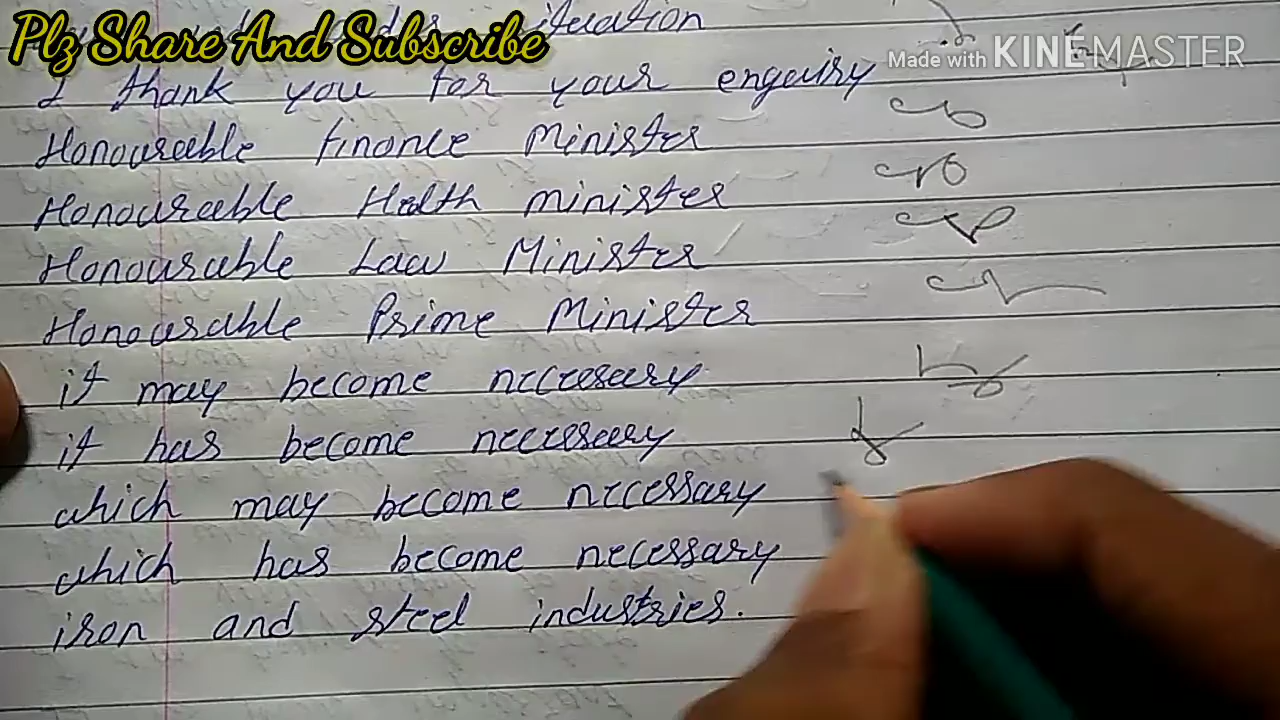 Plz Share And Subscribe
situation
Made with KINEMASTER
I thank you for your enquiry
Honourable finance Minister
Honourable Health minister
Honourable Law Minister
Honourable Prime Minister
it may become necessary
it has become necessary
which may become necessary
which has become necessary
iron and steel industries.